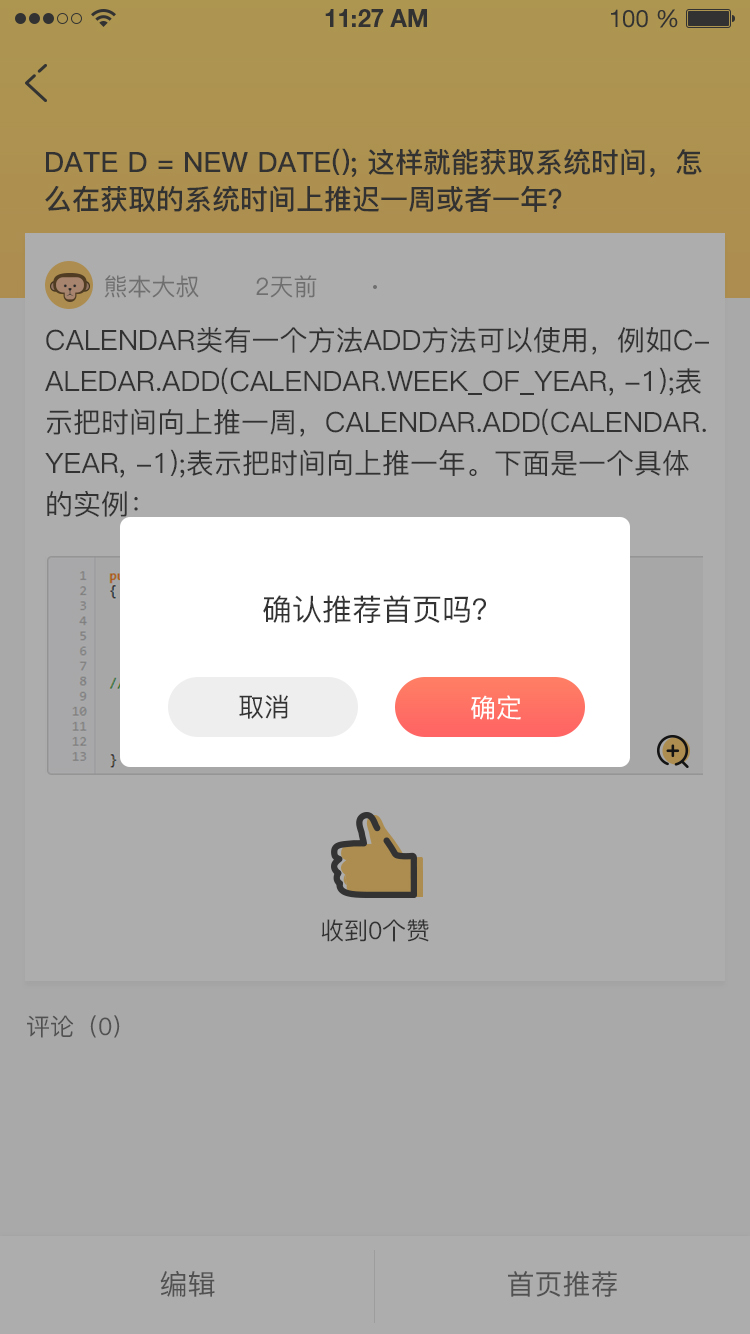 11:27 AM 100 %
DATE D = NEW DATE(); 这样就能获取系统时间，怎
么在获取的系统时间上推迟一周或者一年?
熊本大叔 2天前 ·
CALENDAR类有一个方法ADD方法可以使用，例如C-
ALEDAR.ADD(CALENDAR.WEEK_OF_YEAR, -1);表
示把时间向上推一周，CALENDAR.ADD(CALENDAR.
YEAR, -1);表示把时间向上推一年。下面是一个具体
的实例：
1
2 {
3
4
5
6
7
8 //
9
10
11
12
13 }
确认推荐首页吗?
取消 确定
收到0个赞
评论（0）
编辑 首页推荐